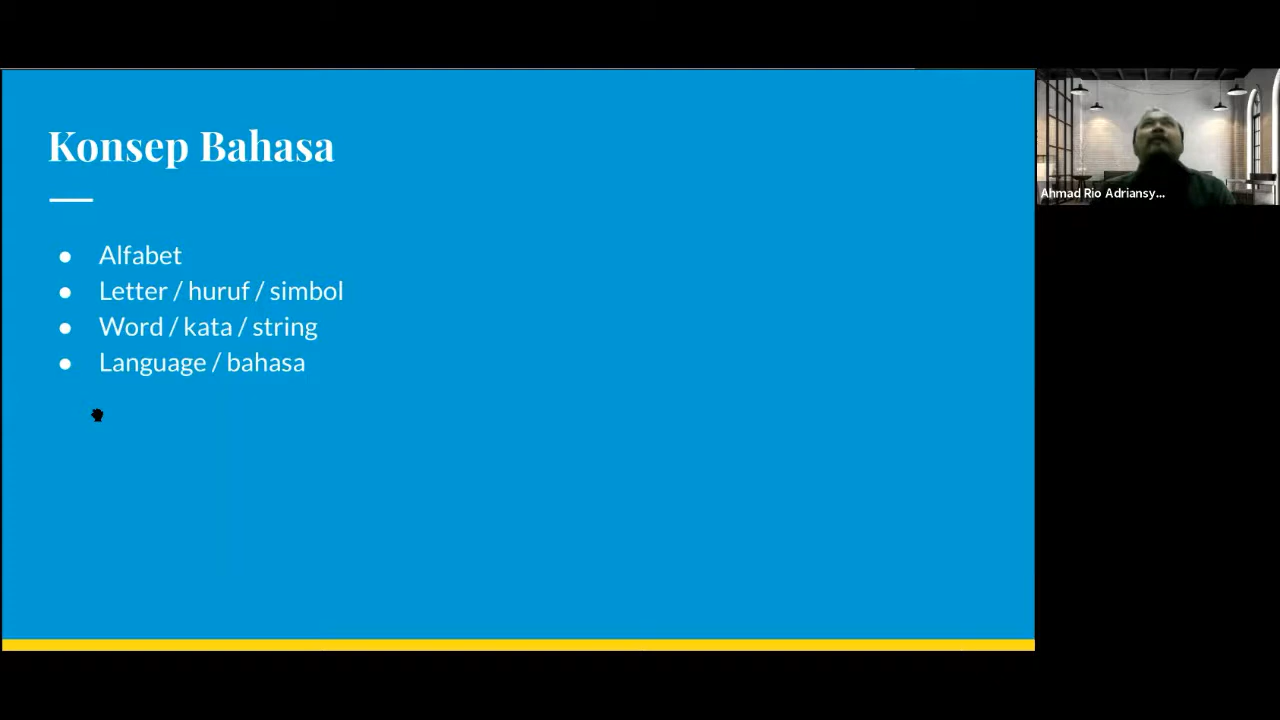 Konsep Bahasa
Alfabet
Letter / huruf / simbol
Word / kata / string
Language / bahasa
Ahmad Rio Adriansy...